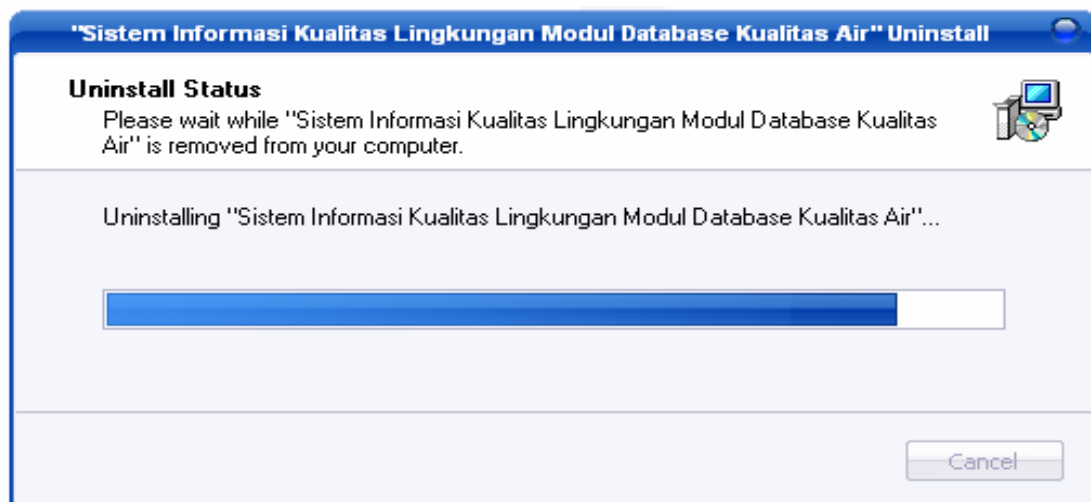 "Sistem Informasi Kualitas Lingkungan Modul Database Kualitas Air" Uninstall
Uninstall Status
Please wait while "Sistem Informasi Kualitas Lingkungan Modul Database Kualitas
Air" is removed from your computer.
Uninstalling "Sistem Informasi Kualitas Lingkungan Modul Database Kualitas Air"...
Cancel